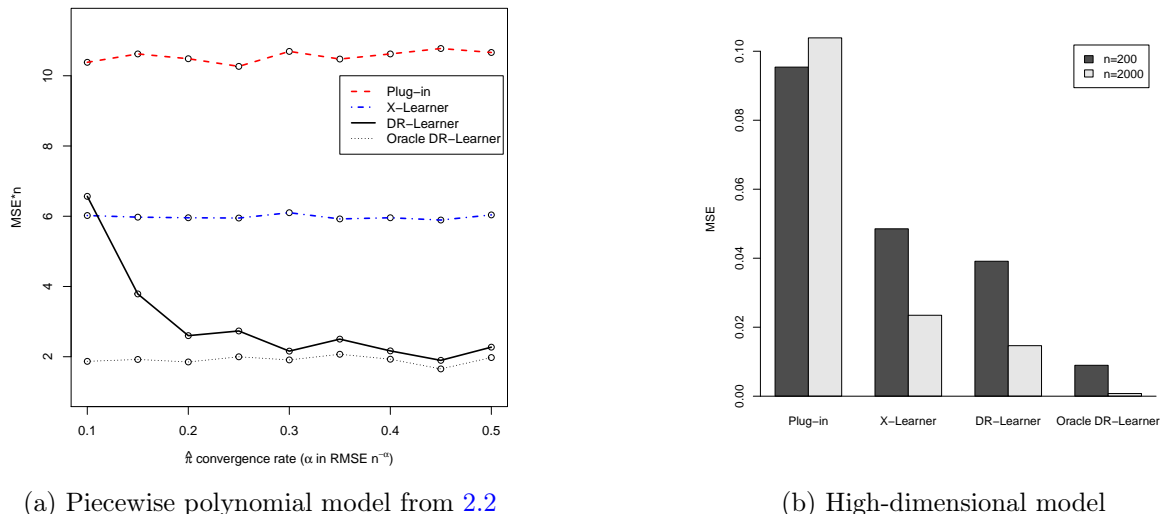 MSE*n
10
8
6
4
2
Plug−in
X−Learner
DR−Learner
Oracle DR−Learner
0.1
0.2
0.3
0.4
0.5
π̂ convergence rate (α in RMSE n^−α)
(a) Piecewise polynomial model from 2.2
MSE
0.10
0.08
0.06
0.04
0.02
0.00
n=200
n=2000
Plug−in
X−Learner
DR−Learner
Oracle DR−Learner
(b) High-dimensional model